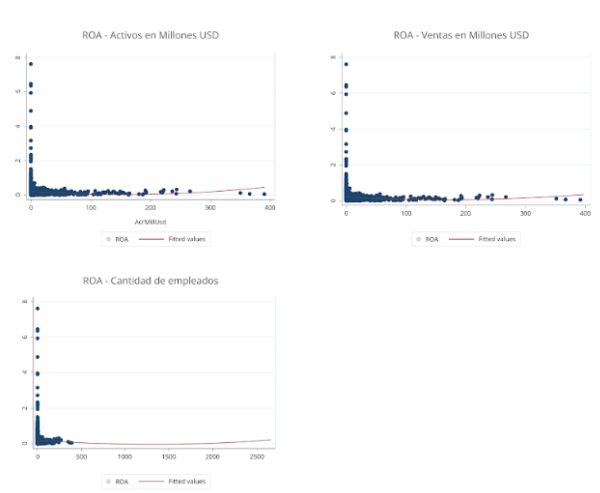 ROA - Activos en Millones USD
8
6
4
2
0
0 100 200 300 400
AcrMillUsd
ROA Fitted values
ROA - Ventas en Millones USD
8
6
4
2
0
0 100 200 300 400
ROA Fitted values
ROA - Cantidad de empleados
8
6
4
2
0
0 500 1000 1500 2000 2500
ROA Fitted values